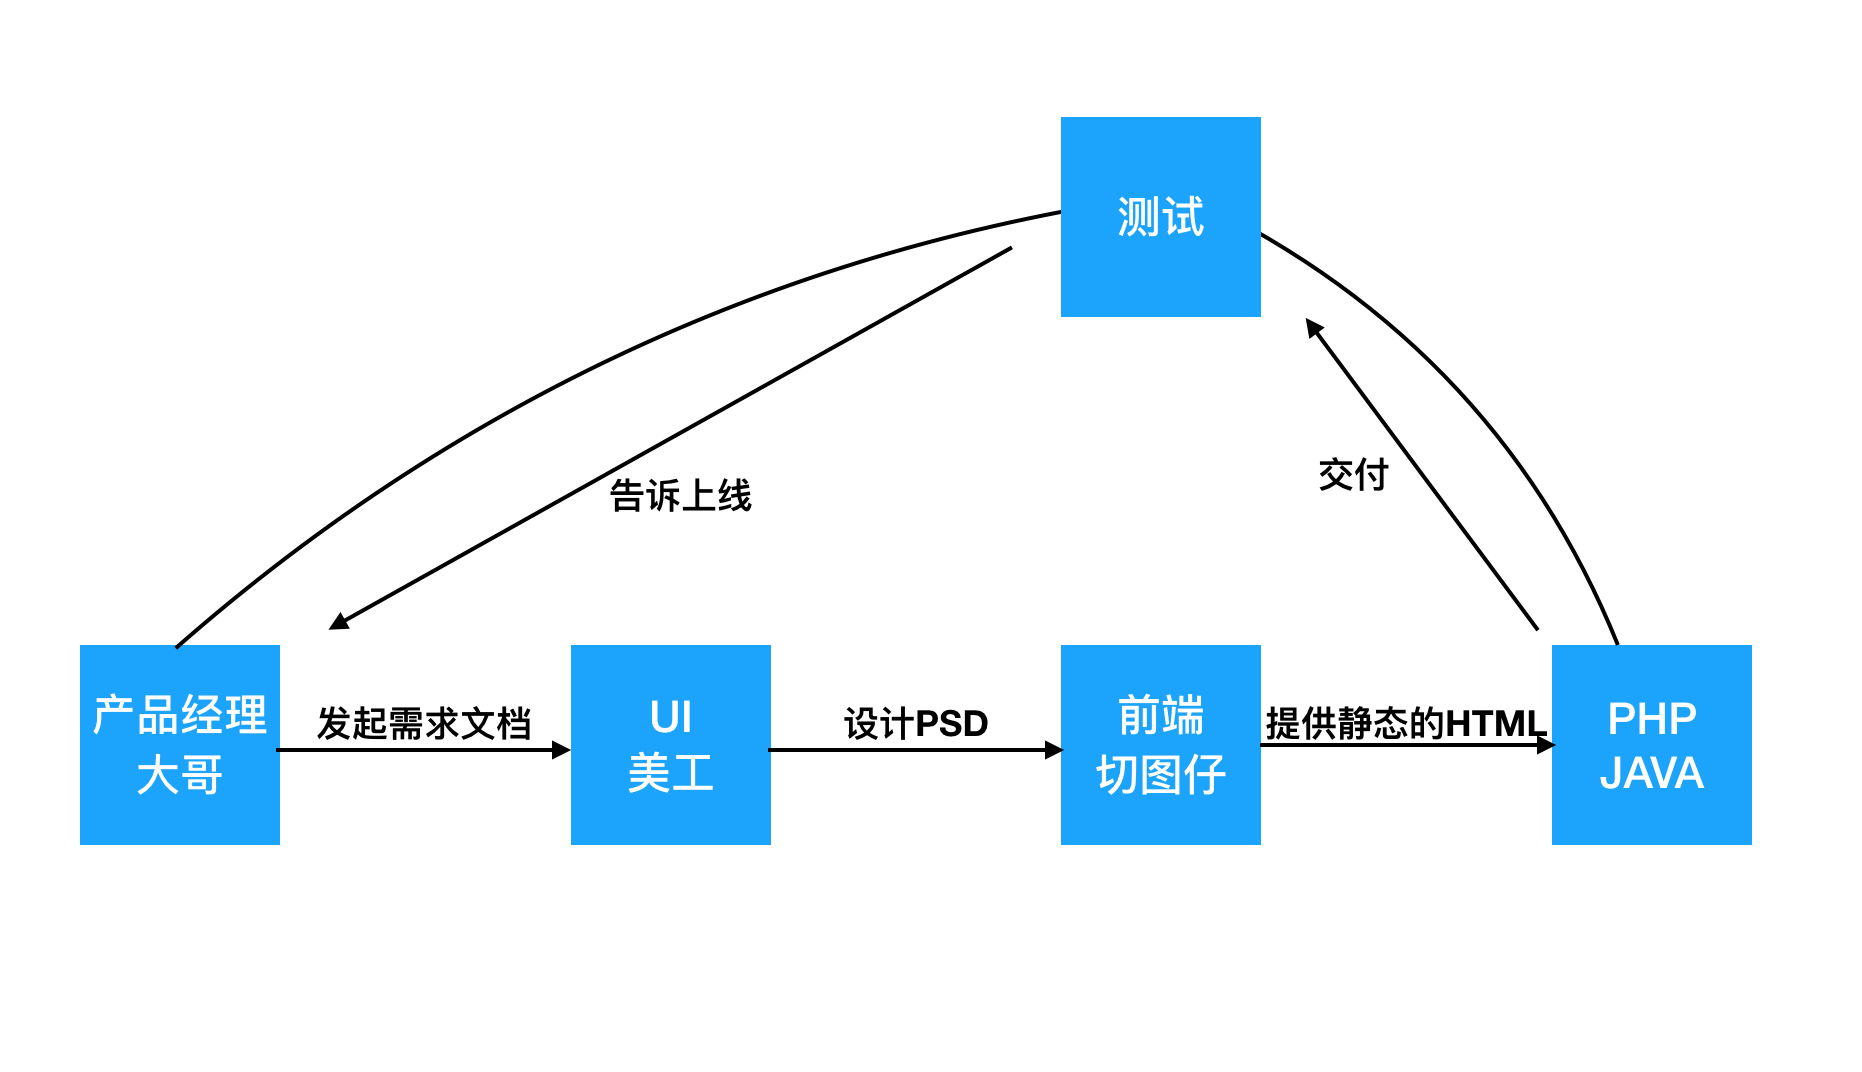 测试
告诉上线
交付
产品经理
大哥
发起需求文档
UI
美工
设计PSD
前端
切图仔
提供静态的HTML
PHP
JAVA